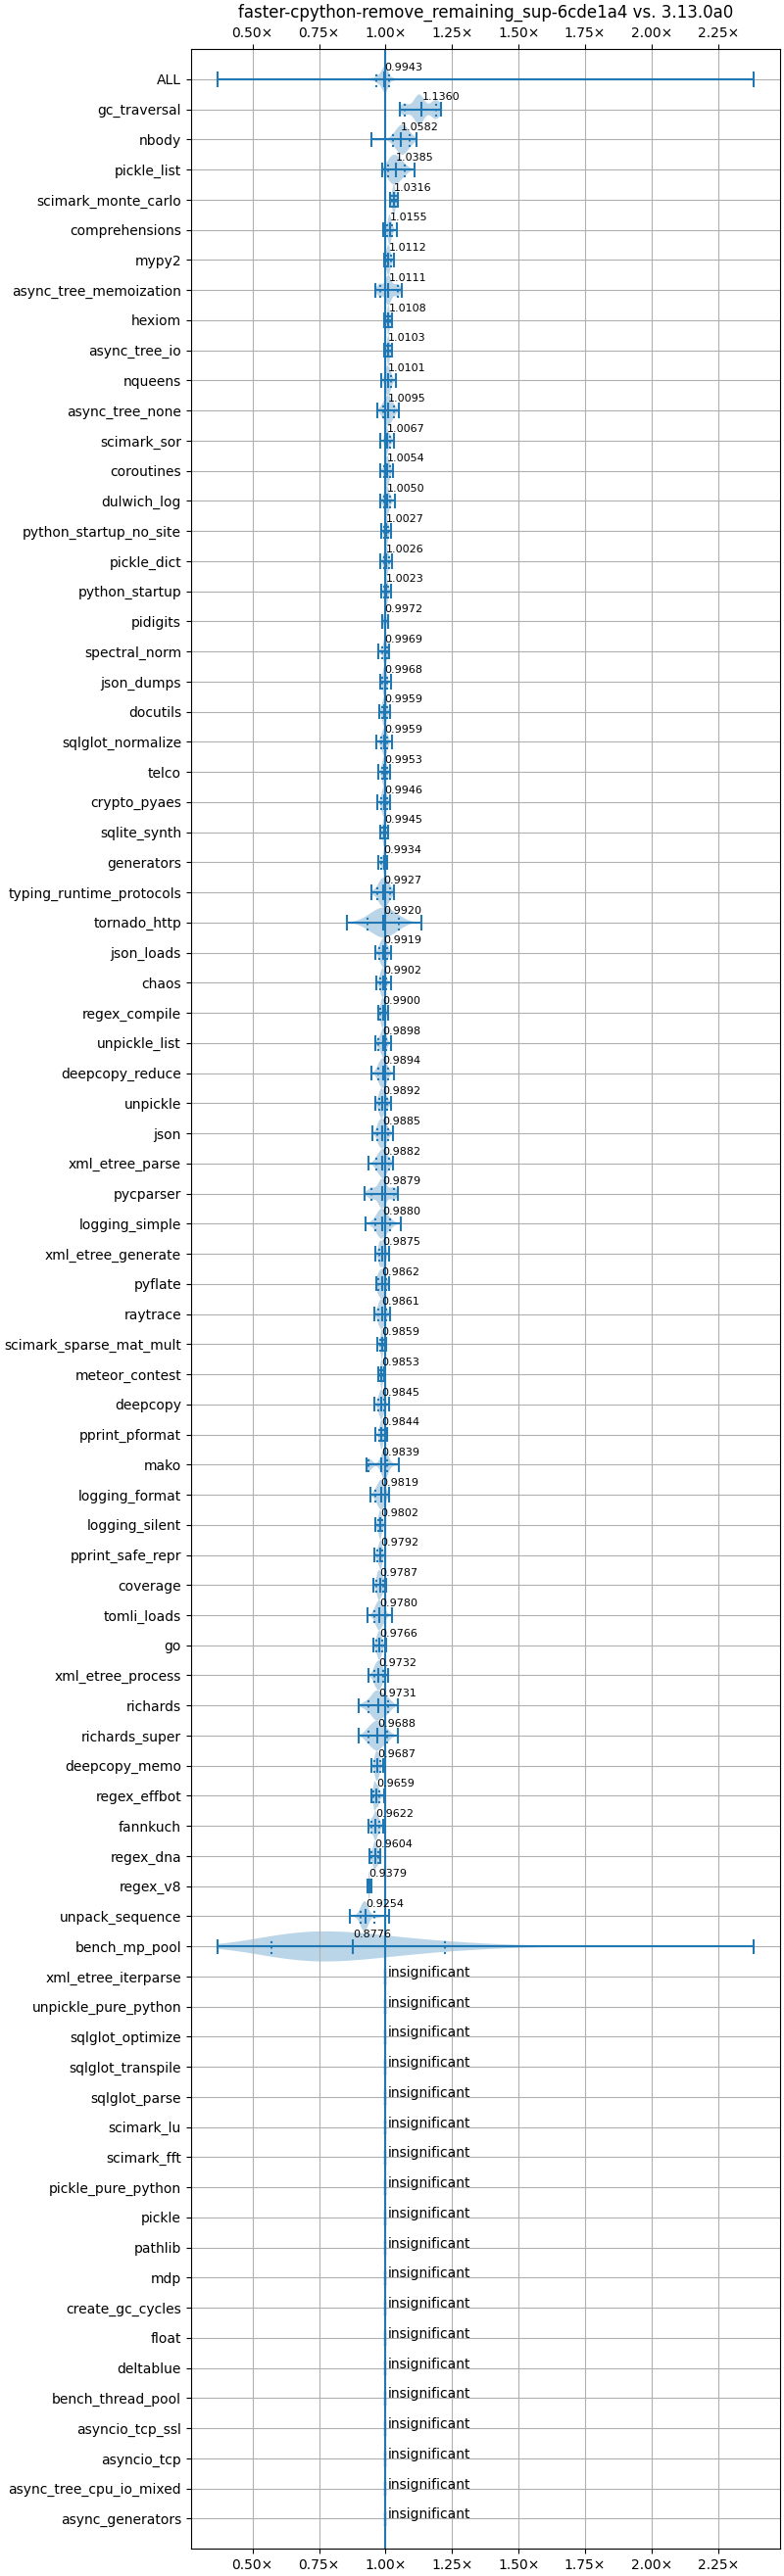 faster-cpython-remove_remaining_sup-6cde1a4 vs. 3.13.0a0
0.50× 0.75× 1.00× 1.25× 1.50× 1.75× 2.00× 2.25×
ALL 0.9943
gc_traversal 1.1360
nbody 1.0582
pickle_list 1.0385
scimark_monte_carlo 1.0316
comprehensions 1.0155
mypy2 1.0112
async_tree_memoization 1.0111
hexiom 1.0108
async_tree_io 1.0103
nqueens 1.0101
async_tree_none 1.0095
scimark_sor 1.0067
coroutines 1.0054
dulwich_log 1.0050
python_startup_no_site 1.0027
pickle_dict 1.0026
python_startup 1.0023
pidigits 0.9972
spectral_norm 0.9969
json_dumps 0.9968
docutils 0.9959
sqlglot_normalize 0.9959
telco 0.9953
crypto_pyaes 0.9946
sqlite_synth 0.9945
generators 0.9934
typing_runtime_protocols 0.9927
tornado_http 0.9920
json_loads 0.9919
chaos 0.9902
regex_compile 0.9900
unpickle_list 0.9898
deepcopy_reduce 0.9894
unpickle 0.9892
json 0.9885
xml_etree_parse 0.9882
pycparser 0.9879
logging_simple 0.9880
xml_etree_generate 0.9875
pyflate 0.9862
raytrace 0.9861
scimark_sparse_mat_mult 0.9859
meteor_contest 0.9853
deepcopy 0.9845
pprint_pformat 0.9844
mako 0.9839
logging_format 0.9819
logging_silent 0.9802
pprint_safe_repr 0.9792
coverage 0.9787
tomli_loads 0.9780
go 0.9766
xml_etree_process 0.9732
richards 0.9731
richards_super 0.9688
deepcopy_memo 0.9687
regex_effbot 0.9659
fannkuch 0.9622
regex_dna 0.9604
regex_v8 0.9379
unpack_sequence 0.9254
bench_mp_pool 0.8776
xml_etree_iterparse insignificant
unpickle_pure_python insignificant
sqlglot_optimize insignificant
sqlglot_transpile insignificant
sqlglot_parse insignificant
scimark_lu insignificant
scimark_fft insignificant
pickle_pure_python insignificant
pickle insignificant
pathlib insignificant
mdp insignificant
create_gc_cycles insignificant
float insignificant
deltablue insignificant
bench_thread_pool insignificant
asyncio_tcp_ssl insignificant
asyncio_tcp insignificant
async_tree_cpu_io_mixed insignificant
async_generators insignificant
0.50× 0.75× 1.00× 1.25× 1.50× 1.75× 2.00× 2.25×